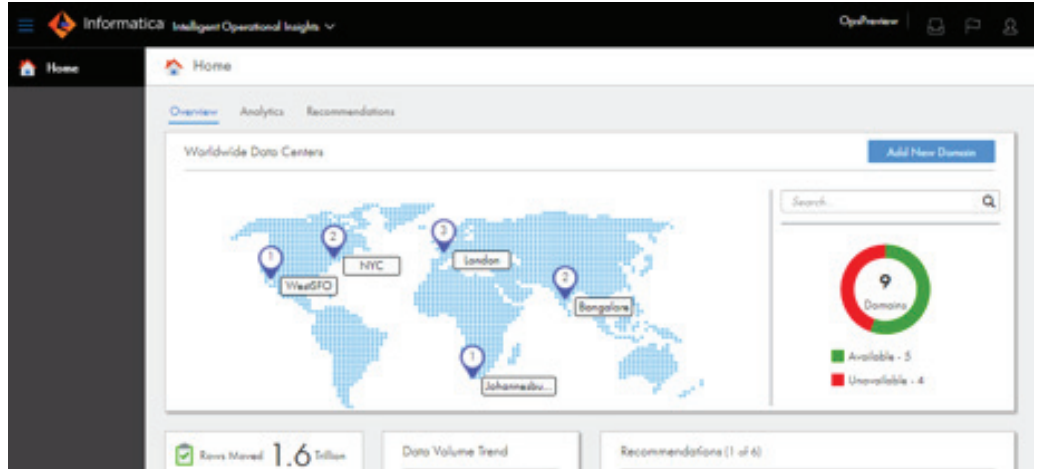 Informatica Intelligent Operational Insights
OpsPreview
Home
Home
Overview Analytics Recommendations
Worldwide Data Centers
Add New Domain
Search...
1
WestSFO
2
NYC
3
London
2
Bangalore
1
Johannesbu...
9
Domains
Available - 5
Unavailable - 4
Rows Moved 1.6 Trillion
Data Volume Trend
Recommendations (1 of 6)